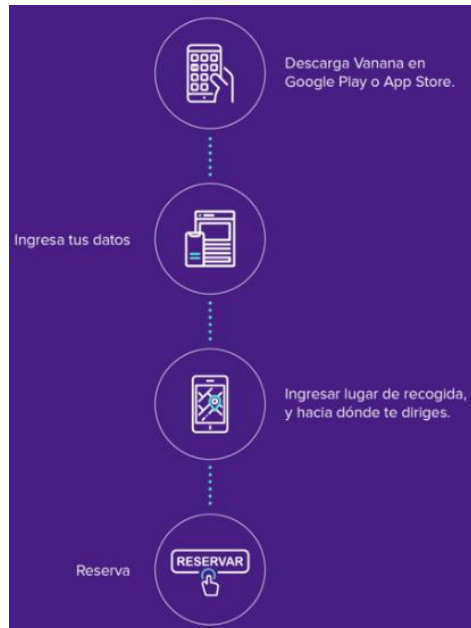 Descarga Vanana en
Google Play o App Store.
Ingresa tus datos
Ingresar lugar de recogida,
y hacia dónde te diriges.
Reserva
RESERVAR